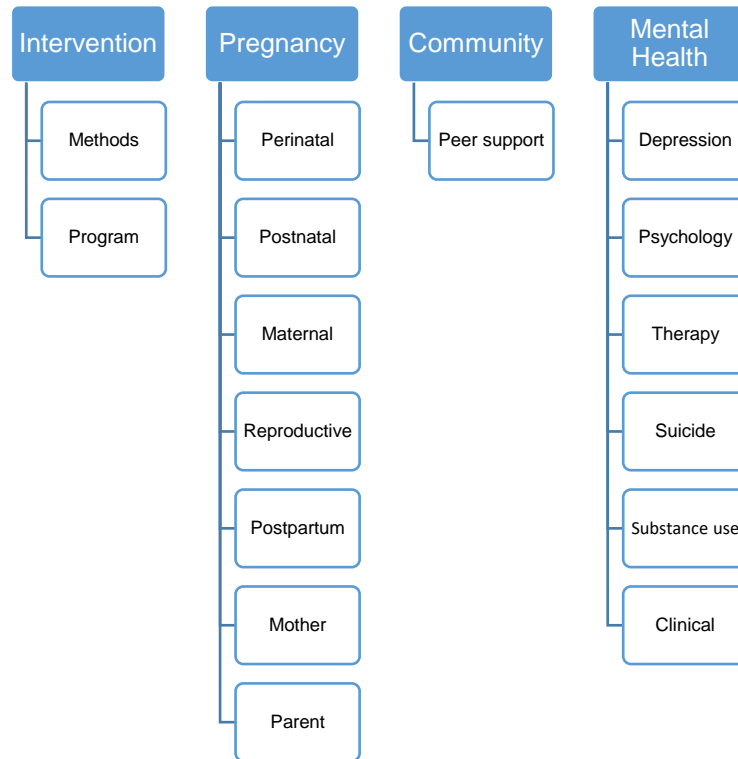 Intervention
Methods
Program
Pregnancy
Perinatal
Postnatal
Maternal
Reproductive
Postpartum
Mother
Parent
Community
Peer support
Mental
Health
Depression
Psychology
Therapy
Suicide
Substance use
Clinical